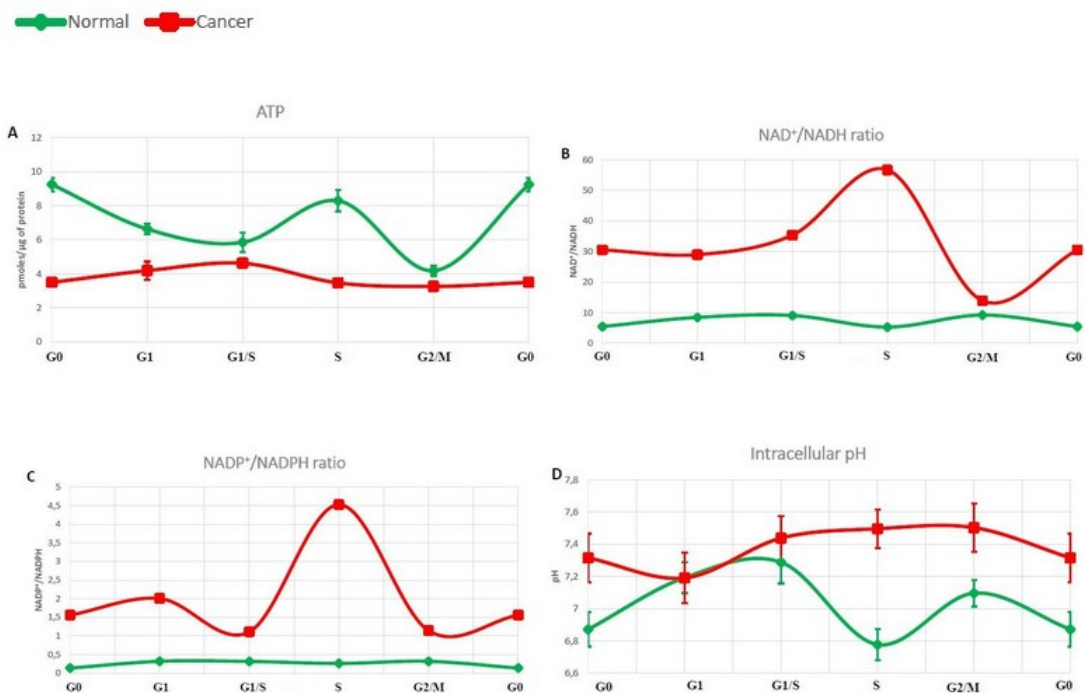 Normal Cancer
A
ATP
pmoles/µg of protein
12
10
8
6
4
2
0
G0 G1 G1/S S G2/M G0
B
NAD⁺/NADH ratio
NAD⁺/NADH
60
50
40
30
20
10
0
G0 G1 G1/S S G2/M G0
C
NADP⁺/NADPH ratio
NADP⁺/NADPH
5
4,5
4
3,5
3
2,5
2
1,5
1
0,5
0
G0 G1 G1/S S G2/M G0
D
Intracellular pH
pH
7,8
7,6
7,4
7,2
7
6,8
6,6
G0 G1 G1/S S G2/M G0